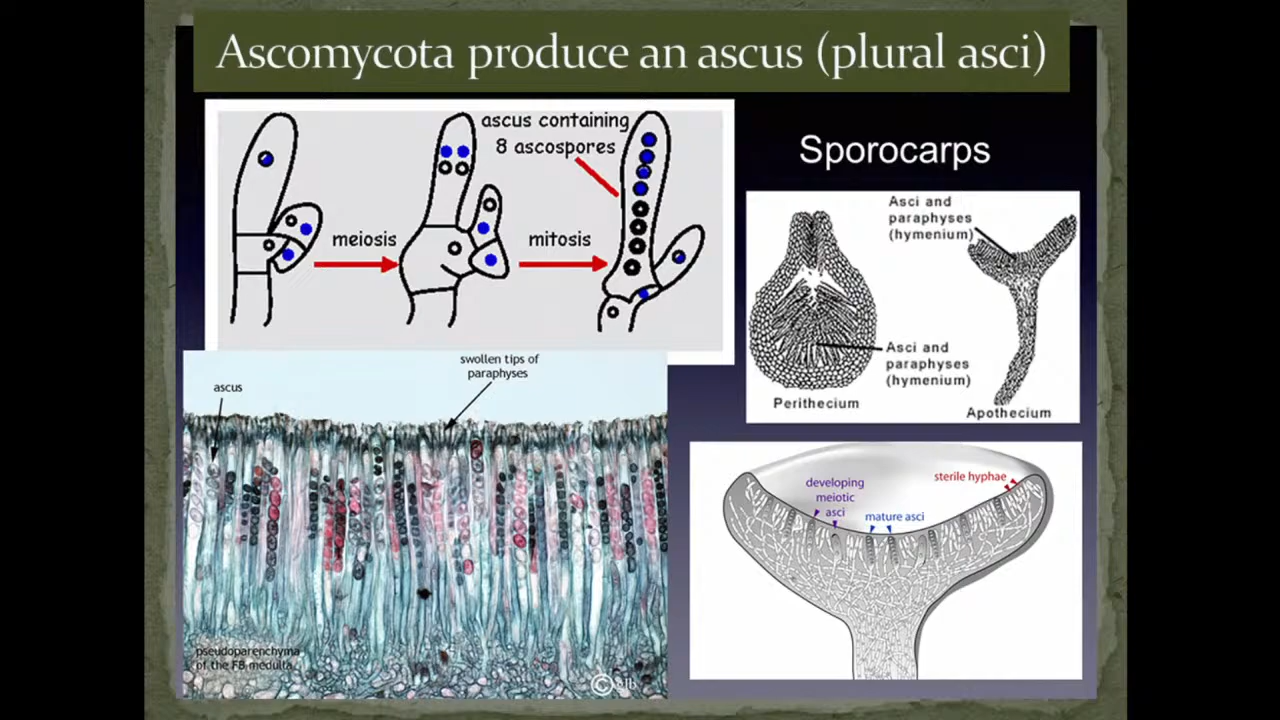 Ascomycota produce an ascus (plural asci)
ascus containing
8 ascospores
meiosis
mitosis
Sporocarps
Asci and
paraphyses
(hymenium)
Asci and
paraphyses
(hymenium)
Perithecium
Apothecium
swollen tips of
paraphyses
ascus
pseudoparenchyma
of the FB medulla
©
developing
meiotic
asci
mature asci
sterile hyphae